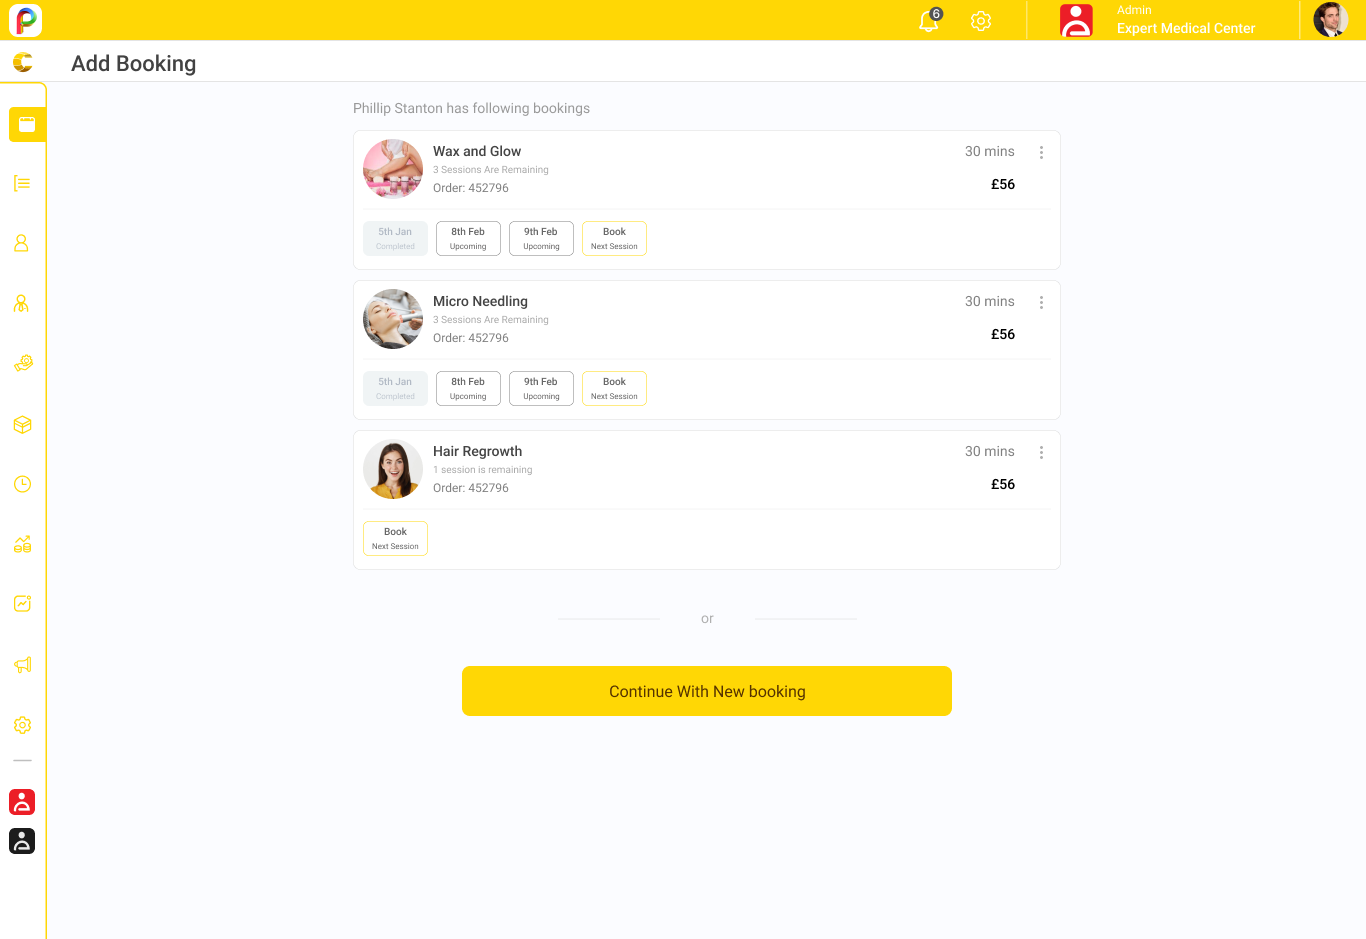 6
Admin
Expert Medical Center
Add Booking
Phillip Stanton has following bookings
Wax and Glow
30 mins
3 Sessions Are Remaining
£56
Order: 452796
5th Jan
Completed
8th Feb
Upcoming
9th Feb
Upcoming
Book
Next Session
Micro Needling
30 mins
3 Sessions Are Remaining
£56
Order: 452796
5th Jan
Completed
8th Feb
Upcoming
9th Feb
Upcoming
Book
Next Session
Hair Regrowth
30 mins
1 session is remaining
£56
Order: 452796
Book
Next Session
or
Continue With New booking